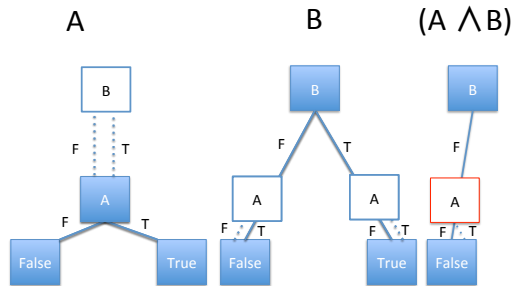 A B (A ∧ B)
B B B
F T F T F
A A A
F T F T F T F T
False True False True False